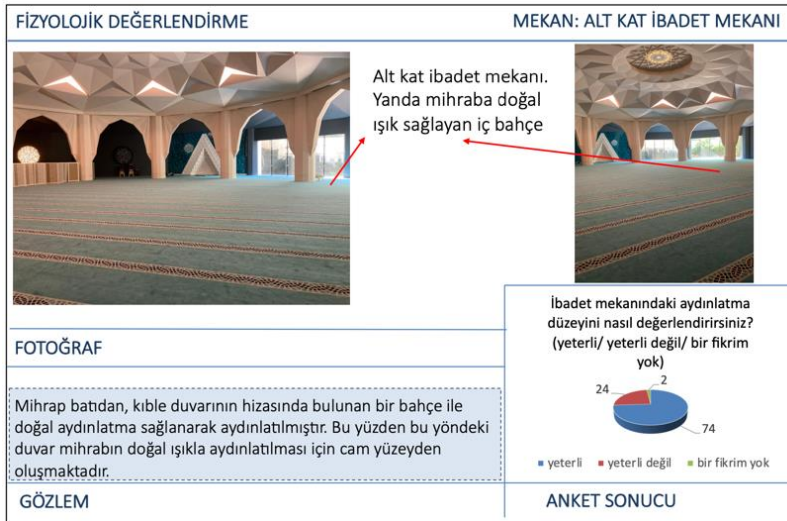 FİZYOLOJİK DEĞERLENDİRME
MEKAN: ALT KAT İBADET MEKANI
Alt kat ibadet mekanı.
Yanda mihraba doğal
ışık sağlayan iç bahçe
FOTOĞRAF
Mihrap batıdan, kıble duvarının hizasında bulunan bir bahçe ile
doğal aydınlatma sağlanarak aydınlatılmıştır. Bu yüzden bu yöndeki
duvar mihrabın doğal ışıkla aydınlatılması için cam yüzeyden
oluşmaktadır.
GÖZLEM
İbadet mekanındaki aydınlatma
düzeyini nasıl değerlendirirsiniz?
(yeterli/ yeterli değil/ bir fikrim
yok)
2
24
74
yeterli yeterli değil bir fikrim yok
ANKET SONUCU